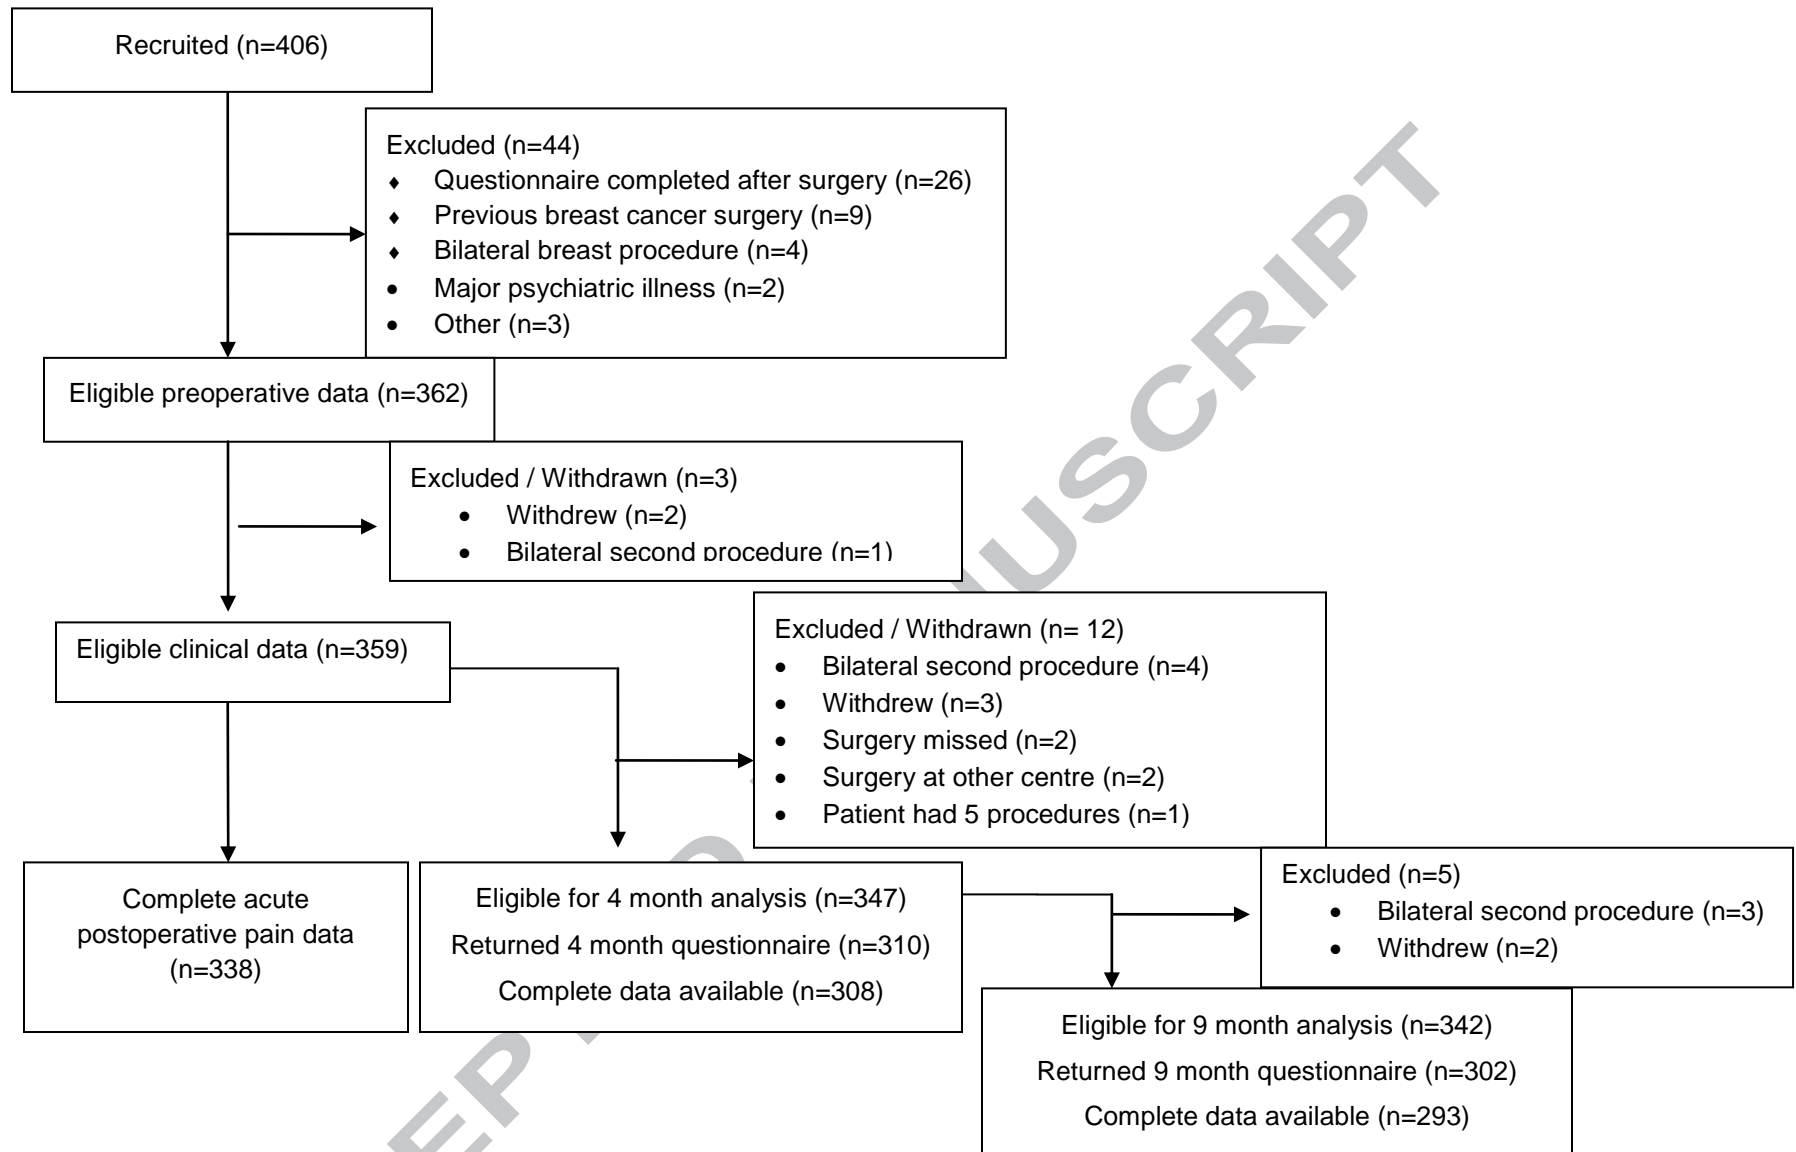 Recruited (n=406)
Excluded (n=44)
♦ Questionnaire completed after surgery (n=26)
♦ Previous breast cancer surgery (n=9)
♦ Bilateral breast procedure (n=4)
• Major psychiatric illness (n=2)
• Other (n=3)
Eligible preoperative data (n=362)
Excluded / Withdrawn (n=3)
• Withdrew (n=2)
• Bilateral second procedure (n=1)
Eligible clinical data (n=359)
Excluded / Withdrawn (n= 12)
• Bilateral second procedure (n=4)
• Withdrew (n=3)
• Surgery missed (n=2)
• Surgery at other centre (n=2)
• Patient had 5 procedures (n=1)
Complete acute
postoperative pain data
(n=338)
Eligible for 4 month analysis (n=347)
Returned 4 month questionnaire (n=310)
Complete data available (n=308)
Excluded (n=5)
• Bilateral second procedure (n=3)
• Withdrew (n=2)
Eligible for 9 month analysis (n=342)
Returned 9 month questionnaire (n=302)
Complete data available (n=293)